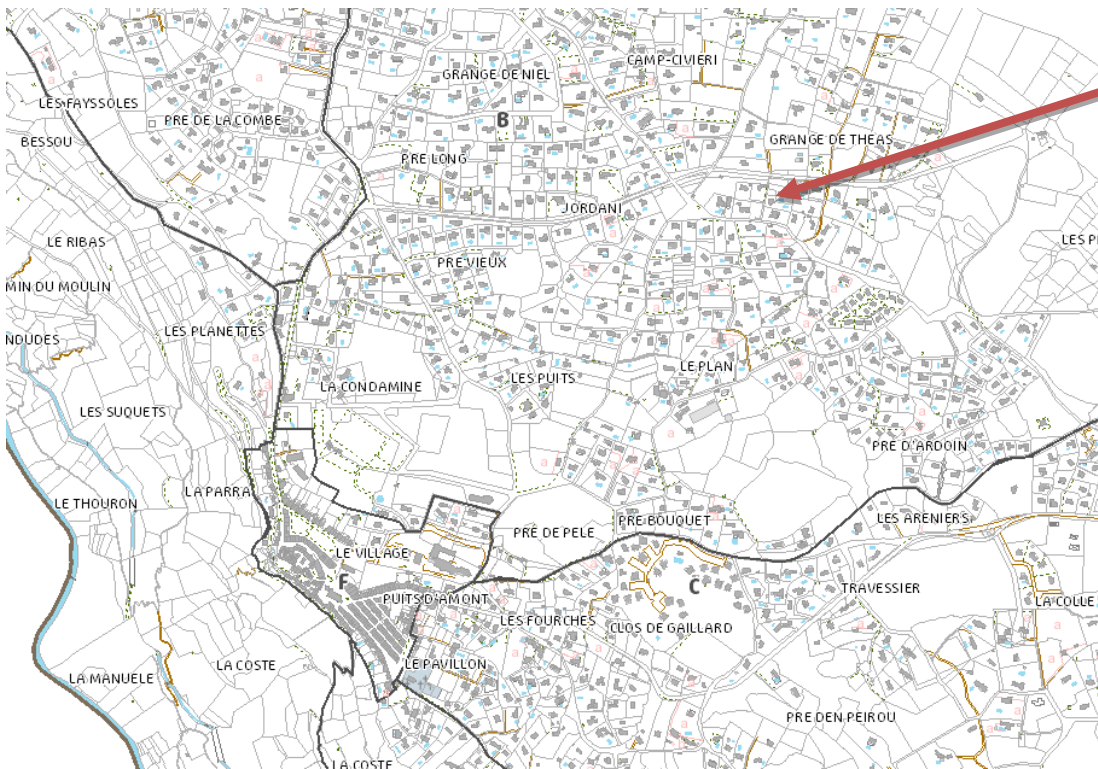 CAMP-CIVIERI
GRANGE DE NIEL
LES FAYSSOLES
PRE DE LA COMBE
B
BESSOU
GRANGE DE THEAS
PRE LONG
JORDANI
LE RIBAS
LES P
PRE VIEUX
MIN DU MOULIN
LES PLANETTES
NDUDES
LE PLAN
LES PUITS
LA CONDAMINE
LES SUQUETS
PRE D'ARDOIN
LA PARRA
LE THOURON
LES ARENIERS
PRE BOUQUET
PRE DE PELE
LE VILLAGE
F
C
TRAVESSIER
PUITS D'AMONT
LA COLLE
LES FOURCHES
CLOS DE GAILLARD
LA COSTE
LE PAVILLON
LA MANUELE
PRE DEN PEIROU
LA COSTE